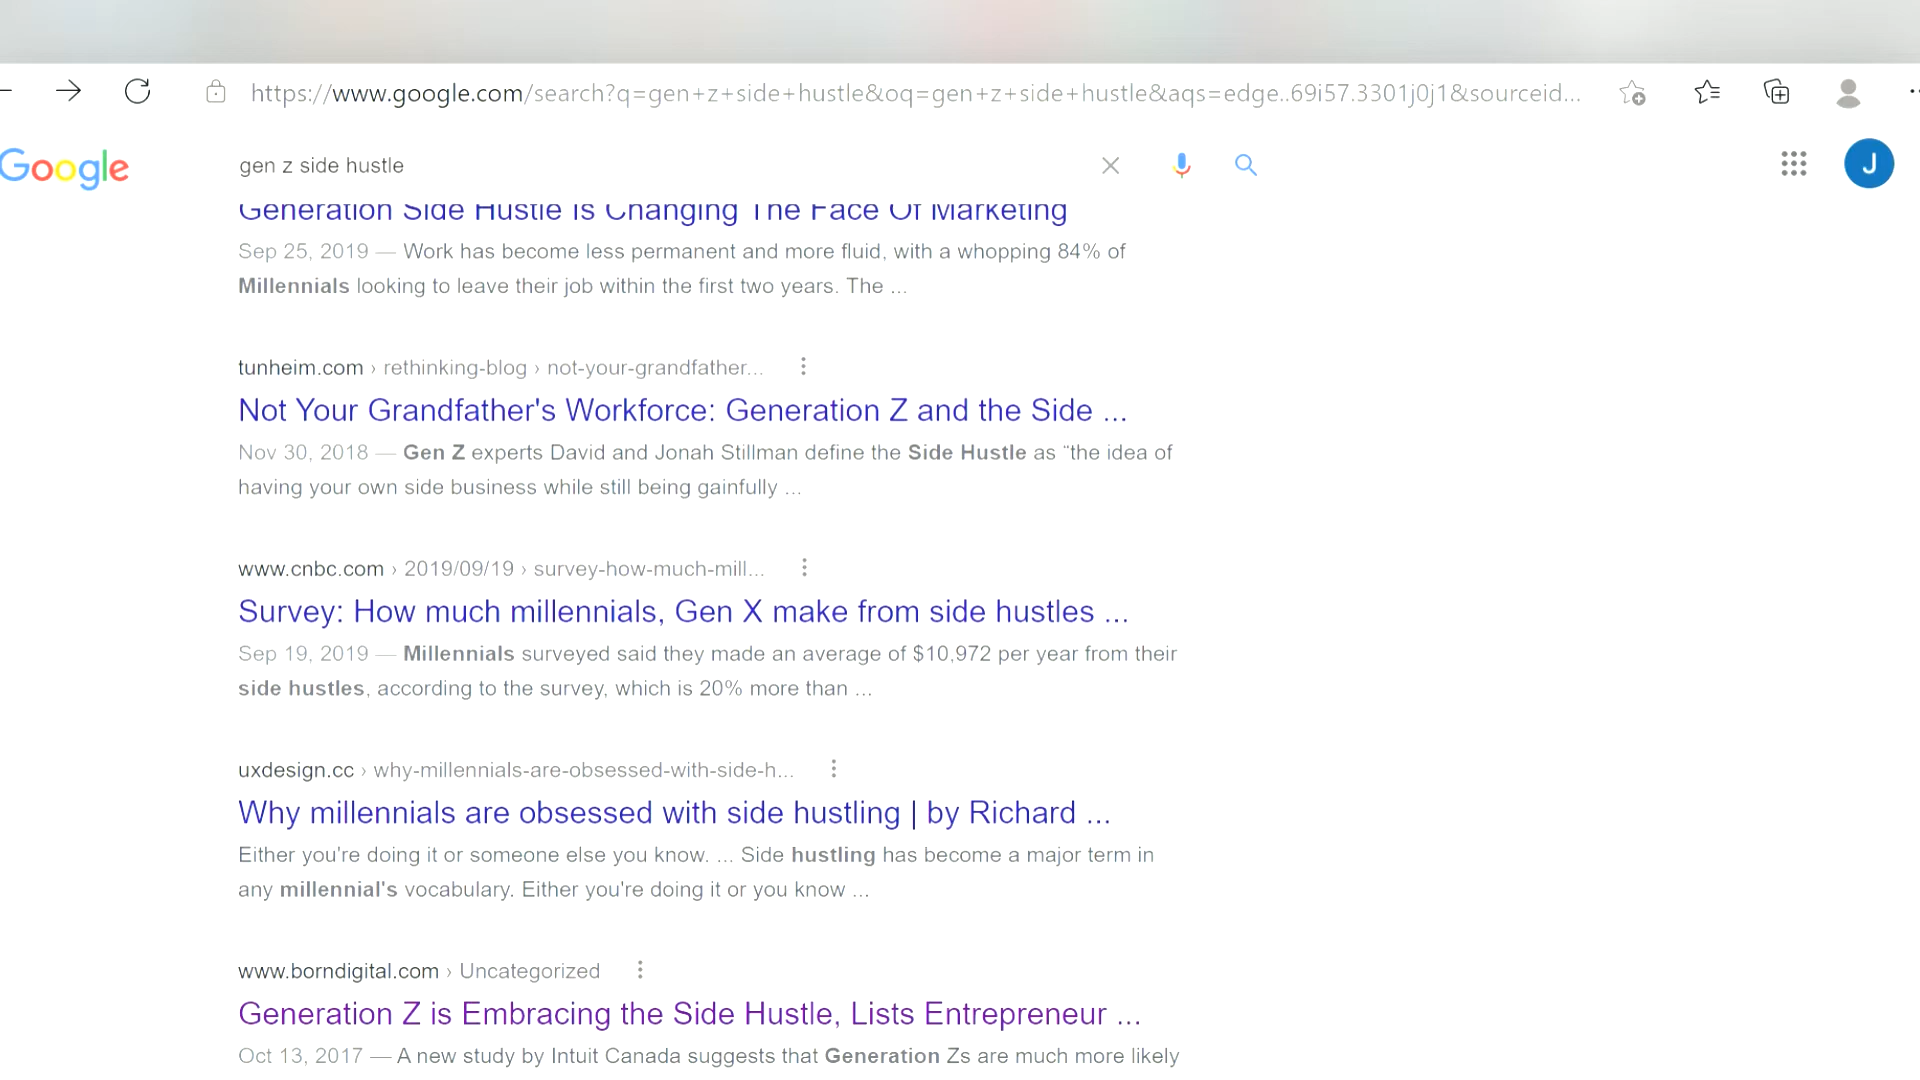 https://www.google.com/search?q=gen+z+side+hustle&oq=gen+z+side+hustle&aqs=edge..69i57.3301j0j1&sourceid...
Google
gen z side hustle
J
Generation Side Hustle Is Changing The Face Of Marketing
Sep 25, 2019 — Work has become less permanent and more fluid, with a whopping 84% of
Millennials looking to leave their job within the first two years. The ...
tunheim.com › rethinking-blog › not-your-grandfather...
Not Your Grandfather's Workforce: Generation Z and the Side ...
Nov 30, 2018 — Gen Z experts David and Jonah Stillman define the Side Hustle as “the idea of
having your own side business while still being gainfully ...
www.cnbc.com › 2019/09/19 › survey-how-much-mill...
Survey: How much millennials, Gen X make from side hustles ...
Sep 19, 2019 — Millennials surveyed said they made an average of $10,972 per year from their
side hustles, according to the survey, which is 20% more than ...
uxdesign.cc › why-millennials-are-obsessed-with-side-h...
Why millennials are obsessed with side hustling | by Richard ...
Either you're doing it or someone else you know. ... Side hustling has become a major term in
any millennial's vocabulary. Either you're doing it or you know ...
www.borndigital.com › Uncategorized
Generation Z is Embracing the Side Hustle, Lists Entrepreneur ...
Oct 13, 2017 — A new study by Intuit Canada suggests that Generation Zs are much more likely